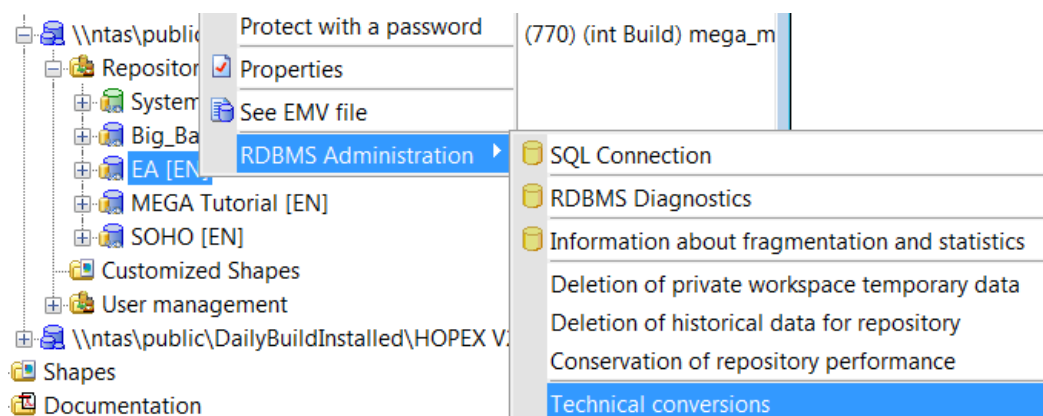 \\ntas\public
Repositor
System
Big_Ba
EA [EN]
MEGA Tutorial [EN]
SOHO [EN]
Customized Shapes
User management
\\ntas\public\DailyBuildInstalled\HOPEX V
Shapes
Documentation
Protect with a password
Properties
See EMV file
RDBMS Administration
(770) (int Build) mega_m
SQL Connection
RDBMS Diagnostics
Information about fragmentation and statistics
Deletion of private workspace temporary data
Deletion of historical data for repository
Conservation of repository performance
Technical conversions